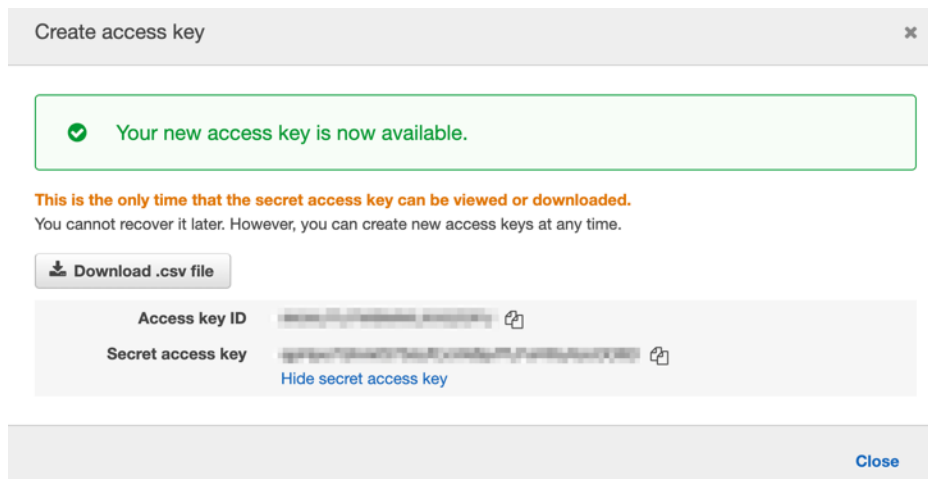 Create access key
Your new access key is now available.
This is the only time that the secret access key can be viewed or downloaded.
You cannot recover it later. However, you can create new access keys at any time.
Download .csv file
Access key ID
Secret access key
Hide secret access key
Close